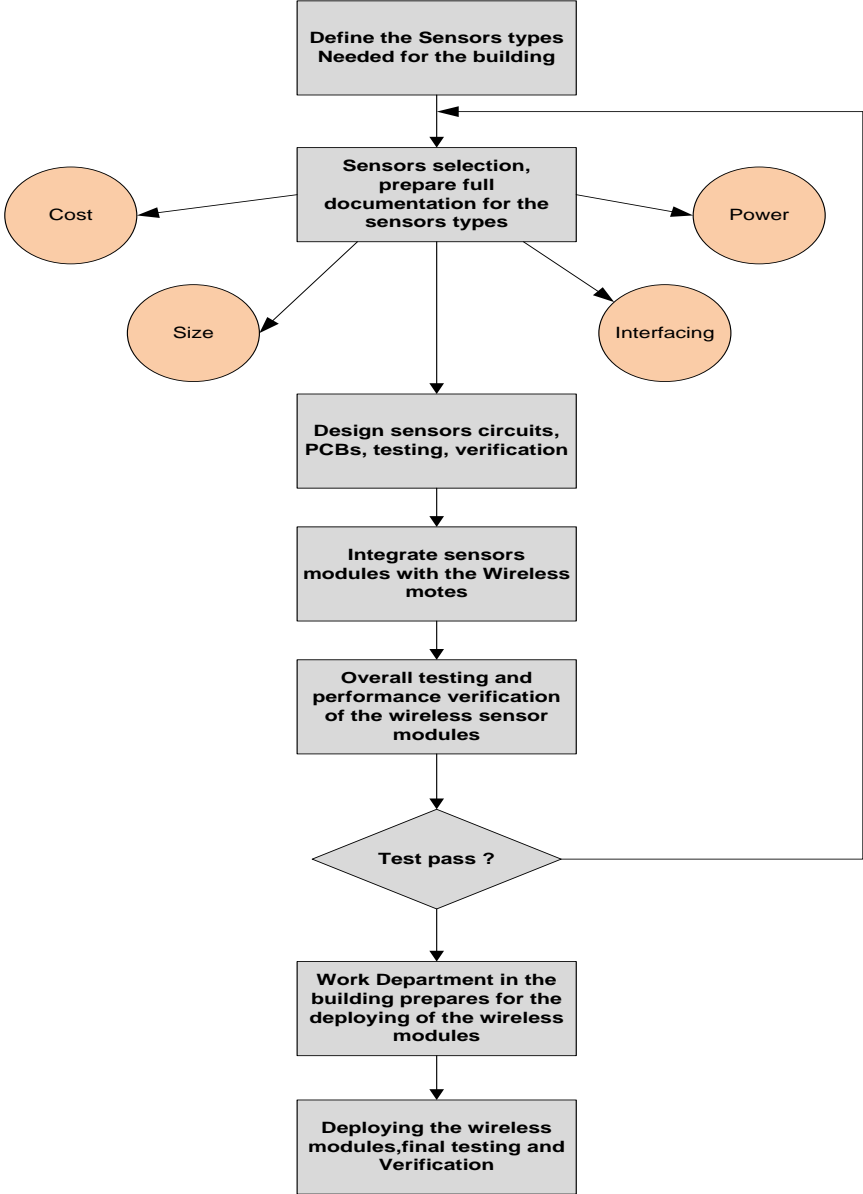 Define the Sensors types
Needed for the building
Sensors selection,
prepare full
documentation for the
sensors types
Cost
Power
Size
Interfacing
Design sensors circuits,
PCBs, testing, verification
Integrate sensors
modules with the Wireless
motes
Overall testing and
performance verification
of the wireless sensor
modules
Test pass ?
Work Department in the
building prepares for the
deploying of the wireless
modules
Deploying the wireless
modules,final testing and
Verification